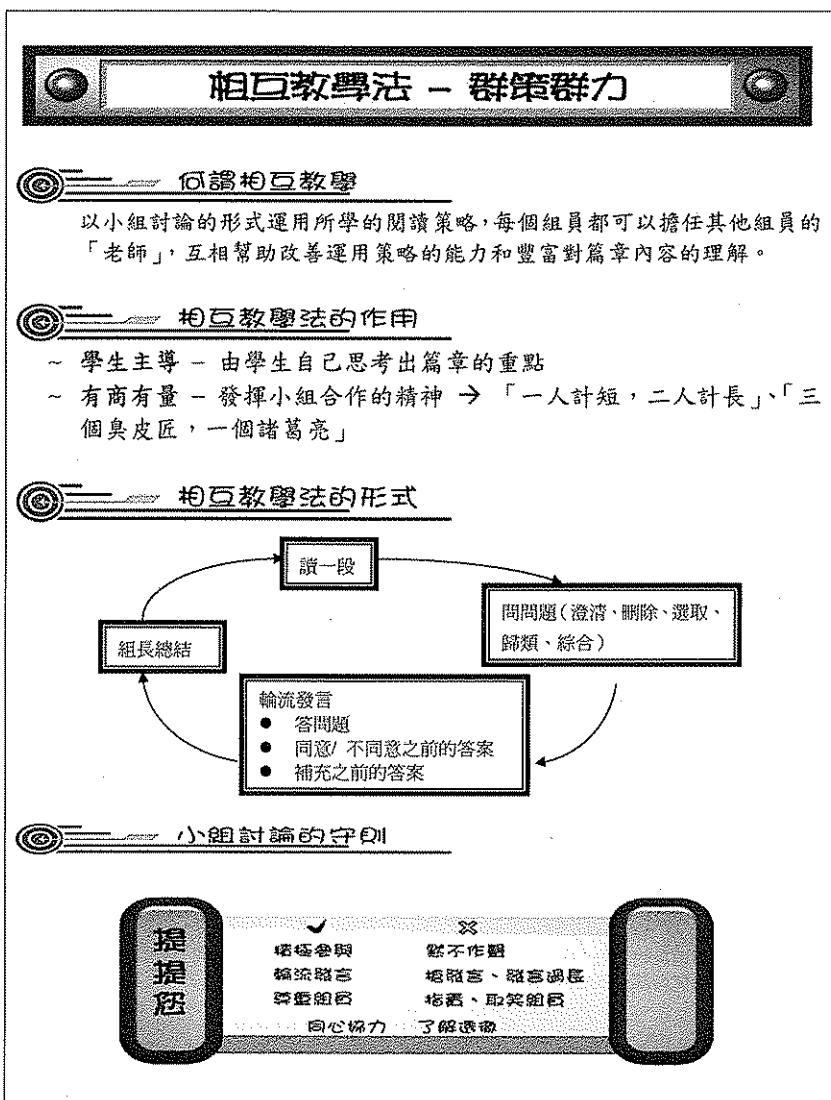 相互教學法 – 群策群力
何謂相互教學
以小組討論的形式運用所學的閱讀策略，每個組員都可以擔任其他組員的
「老師」，互相幫助改善運用策略的能力和豐富對篇章內容的理解。
相互教學法的作用
~ 學生主導 – 由學生自己思考出篇章的重點
~ 有商有量 – 發揮小組合作的精神 → 「一人計短，二人計長」、「三
個臭皮匠，一個諸葛亮」
相互教學法的形式
讀一段
問問題（澄清、刪除、選取、
歸類、綜合）
組長總結
輪流發言
● 答問題
● 同意/ 不同意之前的答案
● 補充之前的答案
小組討論的守則
提提您
✓ ✕
積極參與 默不作聲
輪流發言 搶發言、發言過長
尊重組員 指責、取笑組員
同心協力 了解透徹